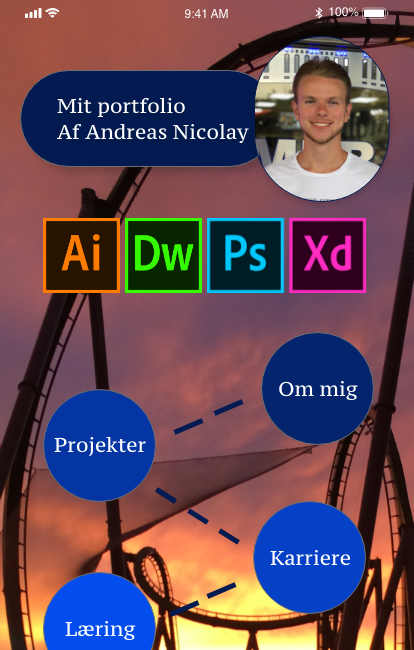 9:41 AM
100%
Mit portfolio
Af Andreas Nicolay
Ai Dw Ps Xd
Om mig
Projekter
Karriere
Læring